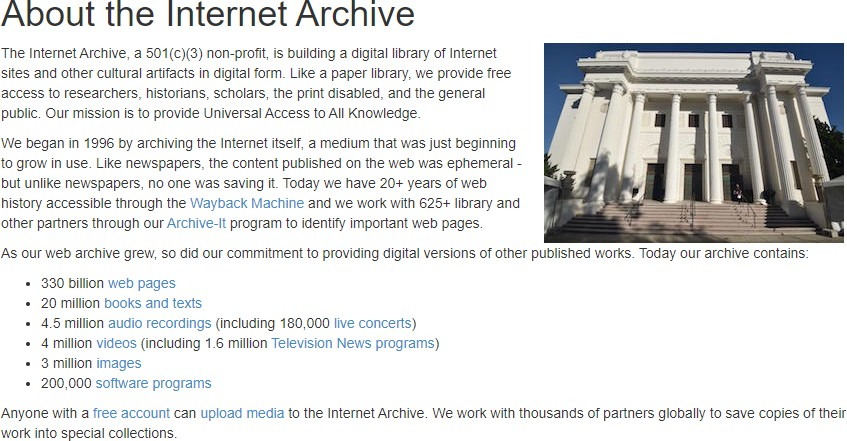 About the Internet Archive
The Internet Archive, a 501(c)(3) non-profit, is building a digital library of Internet
sites and other cultural artifacts in digital form. Like a paper library, we provide free
access to researchers, historians, scholars, the print disabled, and the general
public. Our mission is to provide Universal Access to All Knowledge.
We began in 1996 by archiving the Internet itself, a medium that was just beginning
to grow in use. Like newspapers, the content published on the web was ephemeral -
but unlike newspapers, no one was saving it. Today we have 20+ years of web
history accessible through the Wayback Machine and we work with 625+ library and
other partners through our Archive-It program to identify important web pages.
As our web archive grew, so did our commitment to providing digital versions of other published works. Today our archive contains:
• 330 billion web pages
• 20 million books and texts
• 4.5 million audio recordings (including 180,000 live concerts)
• 4 million videos (including 1.6 million Television News programs)
• 3 million images
• 200,000 software programs
Anyone with a free account can upload media to the Internet Archive. We work with thousands of partners globally to save copies of their
work into special collections.